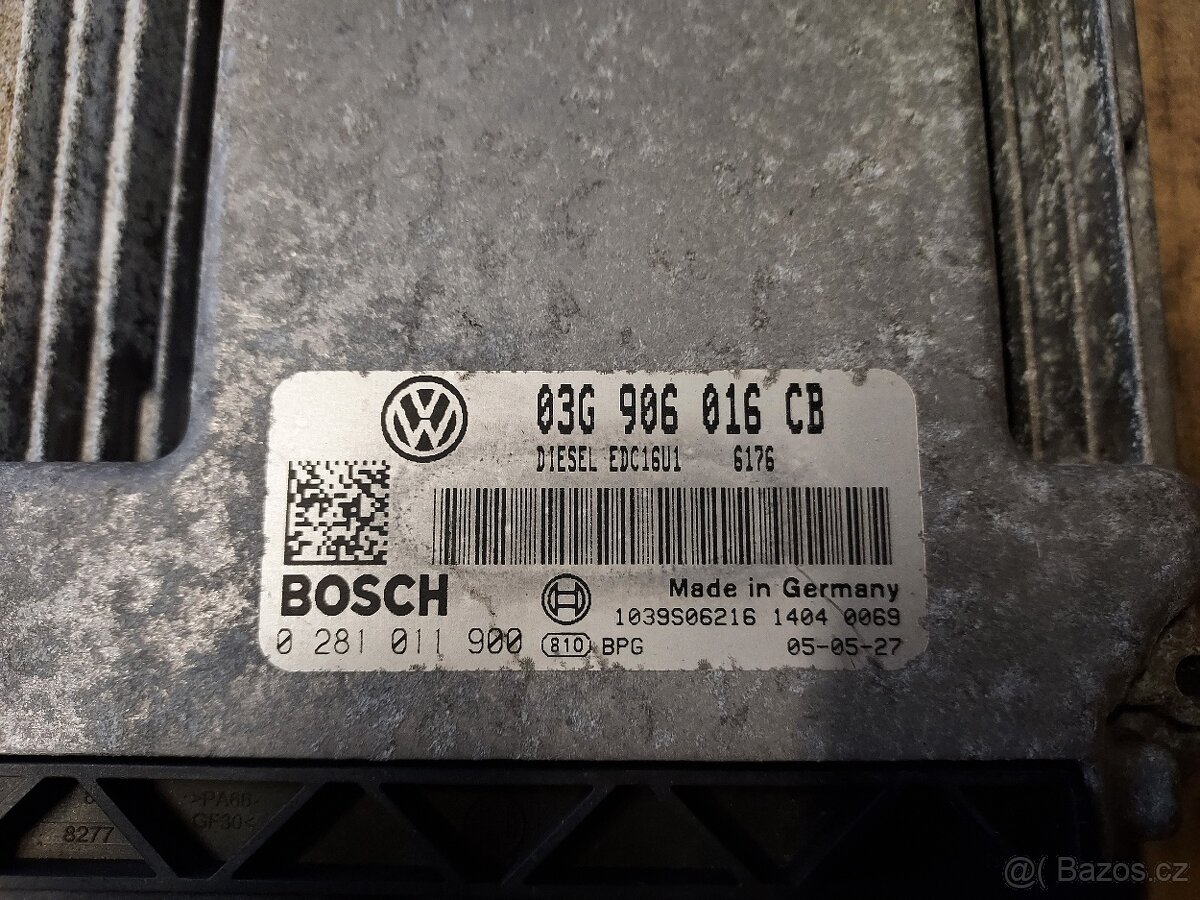 03G 906 016 CB
DIESEL EDC16U1 6176
BOSCH
Made in Germany
1039S06216 1404 0069
0 281 011 900 810 BPG 05-05-27
>PA66-
GF30<
8277
@( Bazos.cz